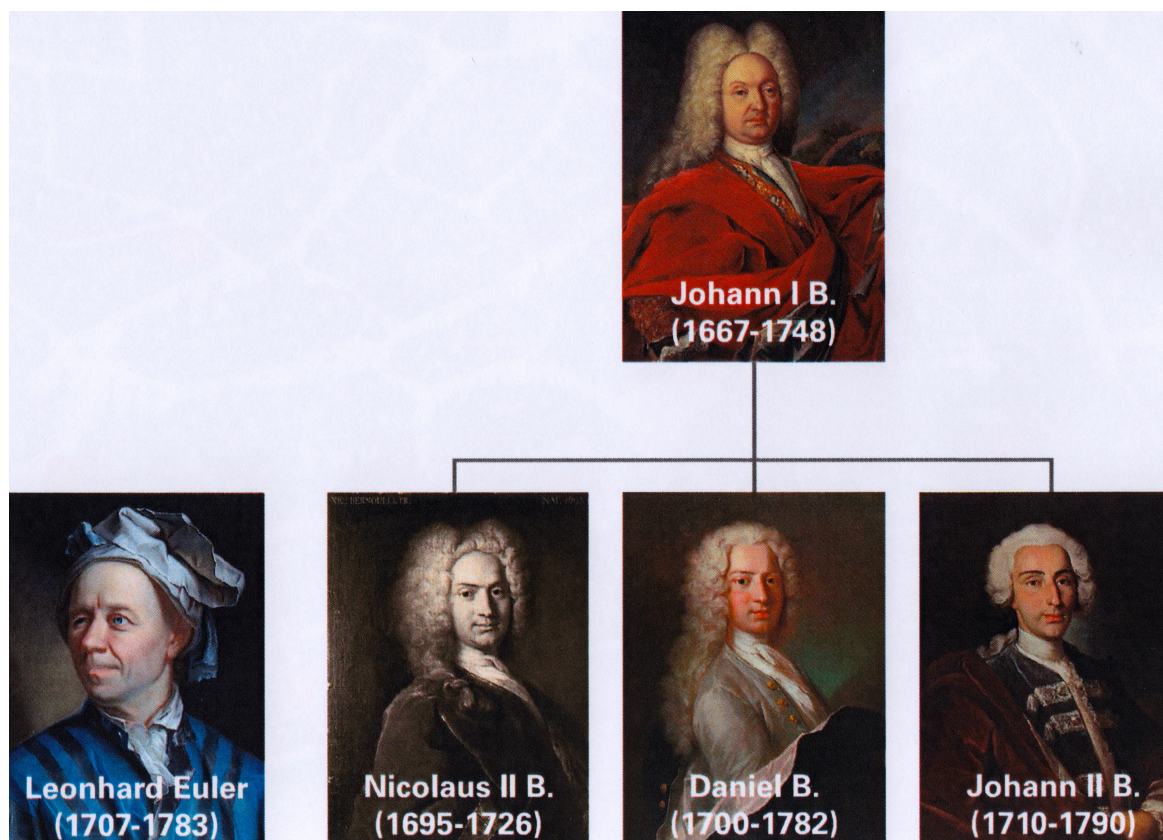 Johann I B.
(1667-1748)
Leonhard Euler
(1707-1783)
Nicolaus II B.
(1695-1726)
Daniel B.
(1700-1782)
Johann II B.
(1710-1790)